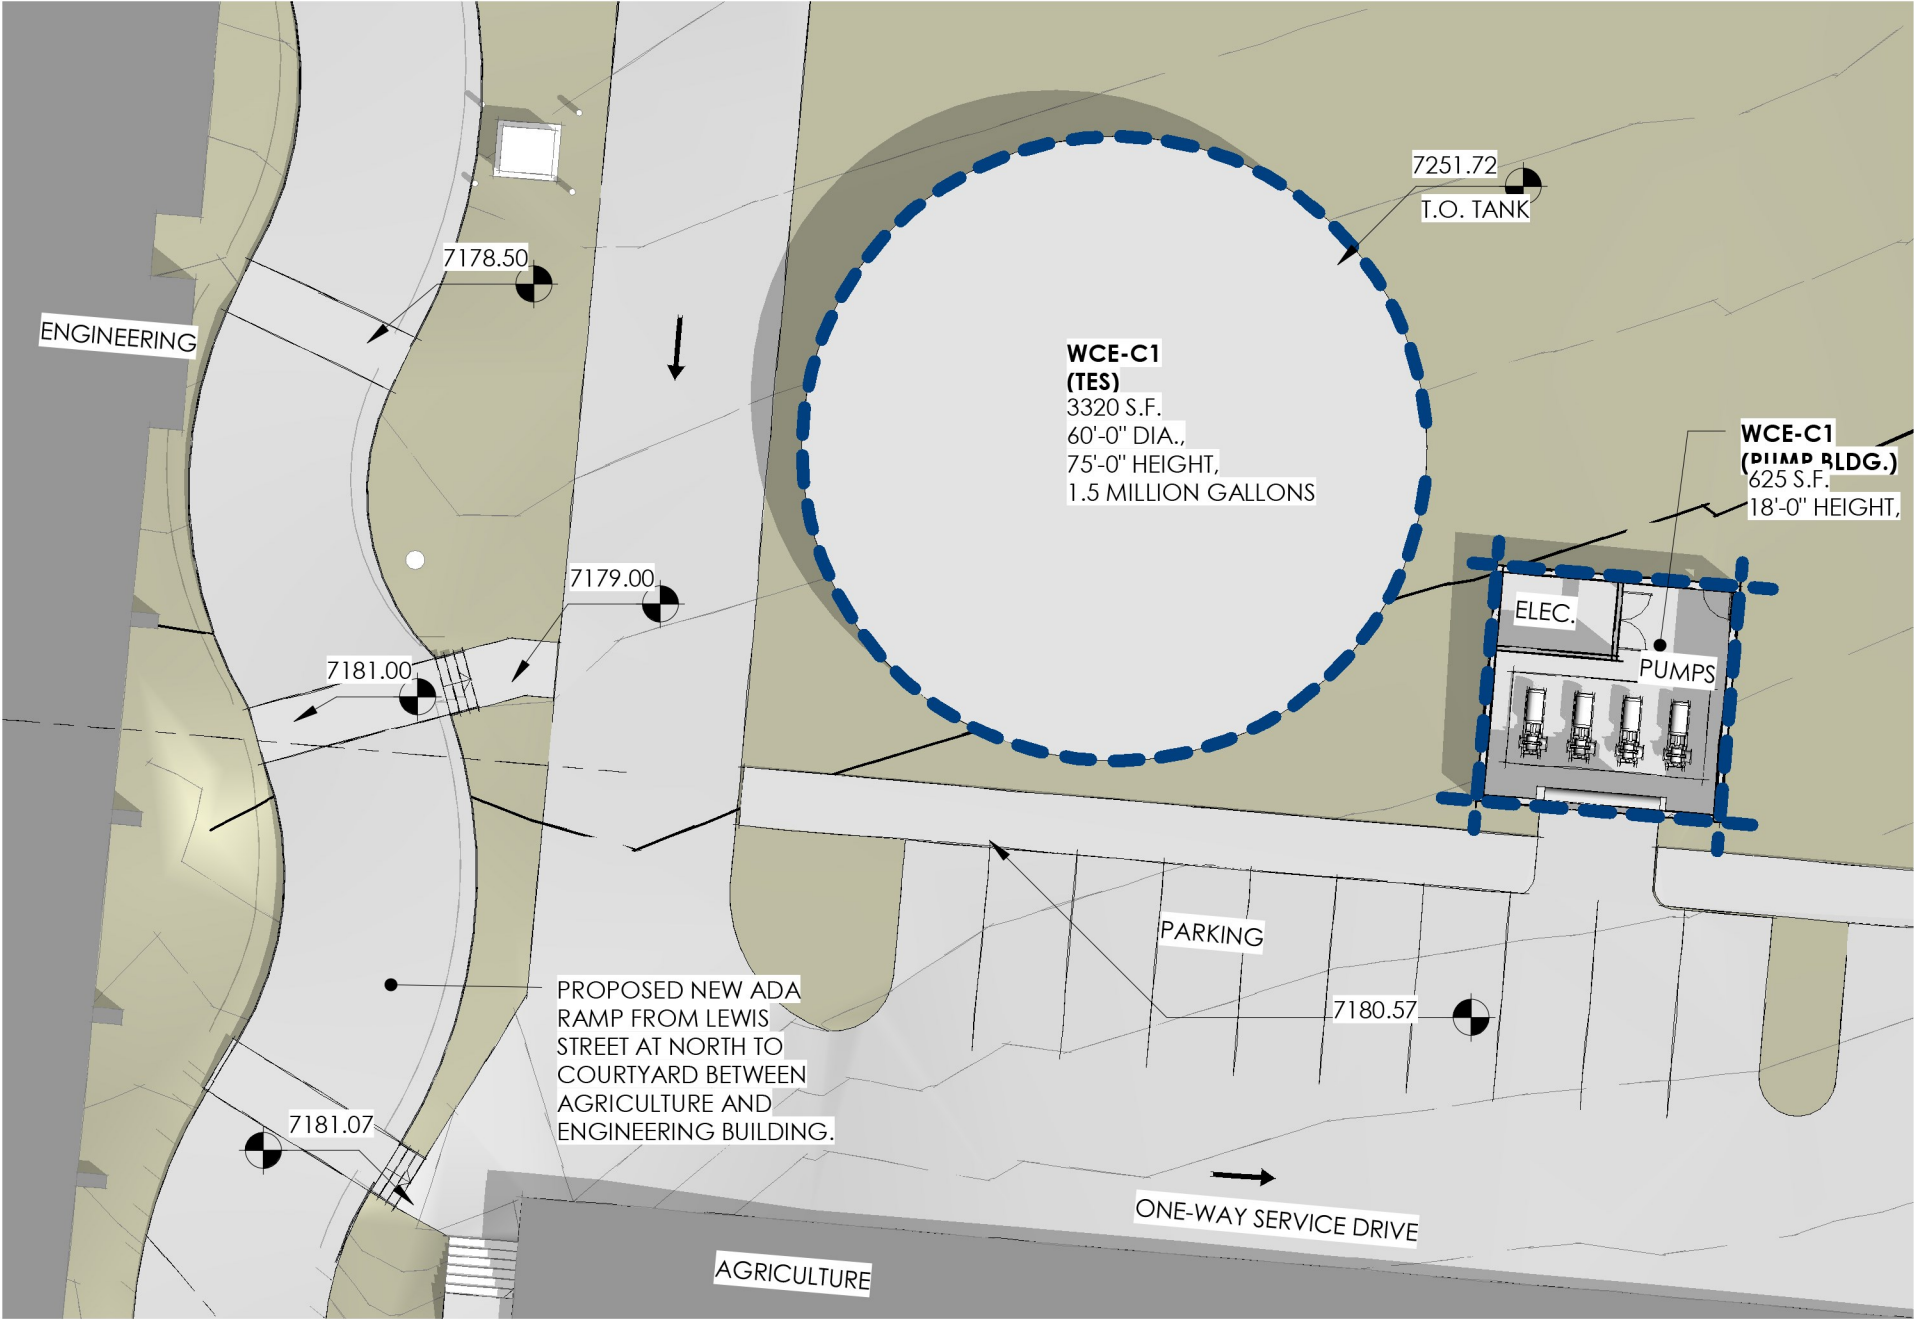 7251.72
T.O. TANK
7178.50
ENGINEERING
WCE-C1
(TES)
3320 S.F.
60'-0" DIA.,
75'-0" HEIGHT,
1.5 MILLION GALLONS
WCE-C1
(PUMP BLDG.)
625 S.F.
18'-0" HEIGHT,
7179.00
ELEC.
PUMPS
7181.00
PARKING
PROPOSED NEW ADA
RAMP FROM LEWIS
STREET AT NORTH TO
COURTYARD BETWEEN
AGRICULTURE AND
ENGINEERING BUILDING.
7180.57
7181.07
ONE-WAY SERVICE DRIVE
AGRICULTURE